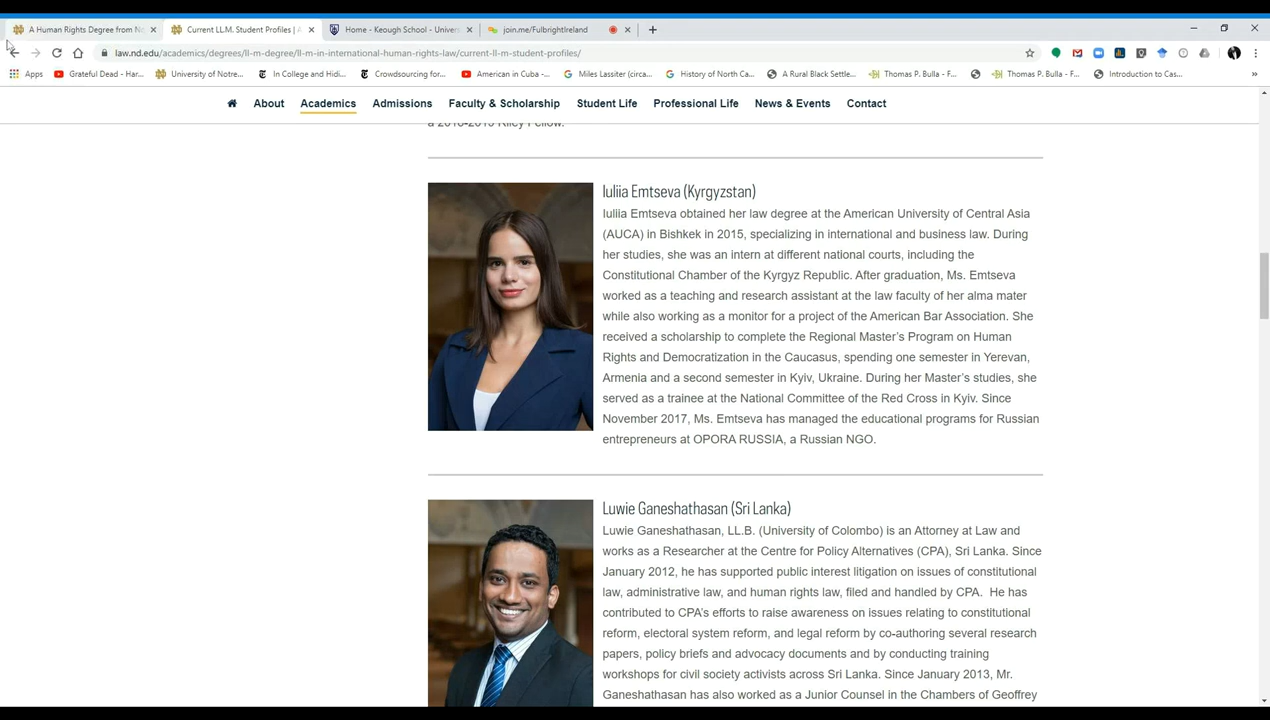 A Human Rights Degree from N
Current LL.M. Student Profiles |
Home - Keough School - Univer
join.me/FulbrightIreland
law.nd.edu/academics/degrees/ll-m-degree/ll-m-in-international-human-rights-law/current-ll-m-student-profiles/
Apps
Grateful Dead - Har...
University of Notre...
In College and Hidi...
Crowdsourcing for...
American in Cuba -...
Miles Lassiter (circa...
History of North Ca...
A Rural Black Settle...
Thomas P. Bulla - F...
Thomas P. Bulla - F...
Introduction to Cas...
About
Academics
Admissions
Faculty & Scholarship
Student Life
Professional Life
News & Events
Contact
a 2018-2019 Riley Fellow.
Iuliia Emtseva (Kyrgyzstan)
Iuliia Emtseva obtained her law degree at the American University of Central Asia
(AUCA) in Bishkek in 2015, specializing in international and business law. During
her studies, she was an intern at different national courts, including the
Constitutional Chamber of the Kyrgyz Republic. After graduation, Ms. Emtseva
worked as a teaching and research assistant at the law faculty of her alma mater
while also working as a monitor for a project of the American Bar Association. She
received a scholarship to complete the Regional Master's Program on Human
Rights and Democratization in the Caucasus, spending one semester in Yerevan,
Armenia and a second semester in Kyiv, Ukraine. During her Master's studies, she
served as a trainee at the National Committee of the Red Cross in Kyiv. Since
November 2017, Ms. Emtseva has managed the educational programs for Russian
entrepreneurs at OPORA RUSSIA, a Russian NGO.
Luwie Ganeshathasan (Sri Lanka)
Luwie Ganeshathasan, LL.B. (University of Colombo) is an Attorney at Law and
works as a Researcher at the Centre for Policy Alternatives (CPA), Sri Lanka. Since
January 2012, he has supported public interest litigation on issues of constitutional
law, administrative law, and human rights law, filed and handled by CPA. He has
contributed to CPA's efforts to raise awareness on issues relating to constitutional
reform, electoral system reform, and legal reform by co-authoring several research
papers, policy briefs and advocacy documents and by conducting training
workshops for civil society activists across Sri Lanka. Since January 2013, Mr.
Ganeshathasan has also worked as a Junior Counsel in the Chambers of Geoffrey